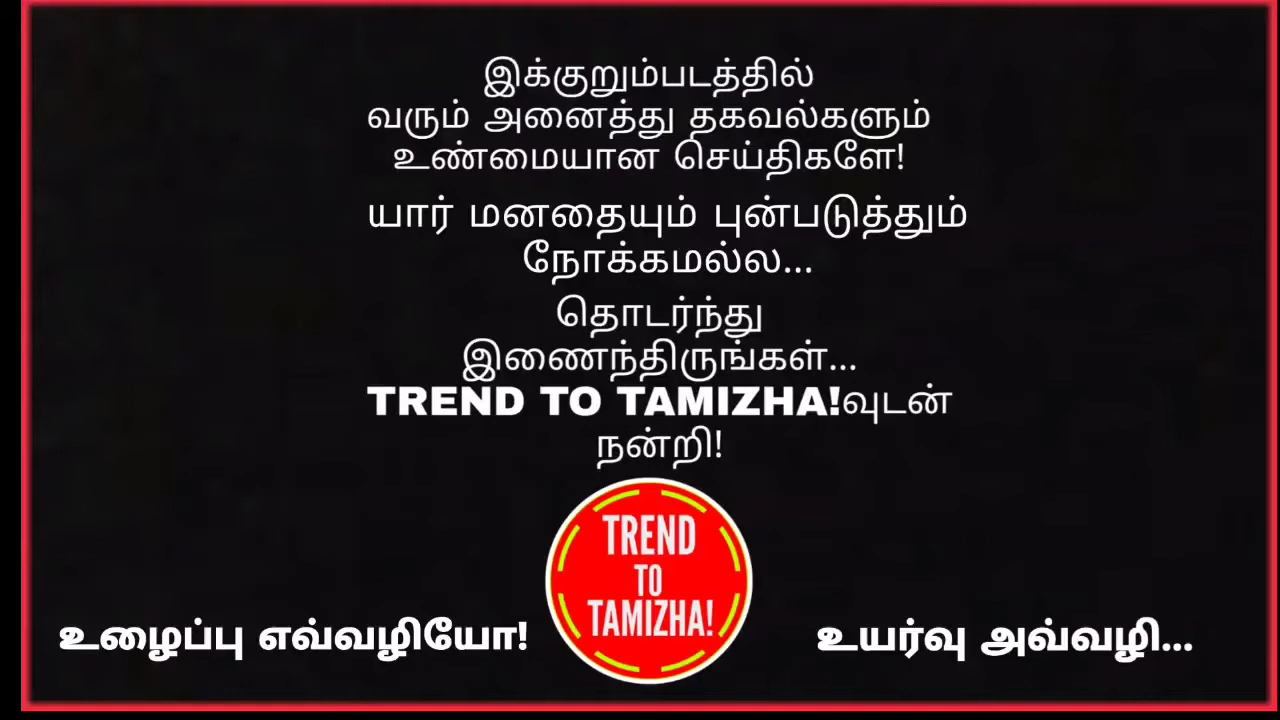 இக்குறும்படத்தில்
வரும் அனைத்து தகவல்களும்
உண்மையான செய்திகளே!
யார் மனதையும் புன்படுத்தும்
நோக்கமல்ல...
தொடர்ந்து
இணைந்திருங்கள்...
TREND TO TAMIZHA!வுடன்
நன்றி!
TREND
TO
TAMIZHA!
உழைப்பு எவ்வழியோ!
உயர்வு அவ்வழி...